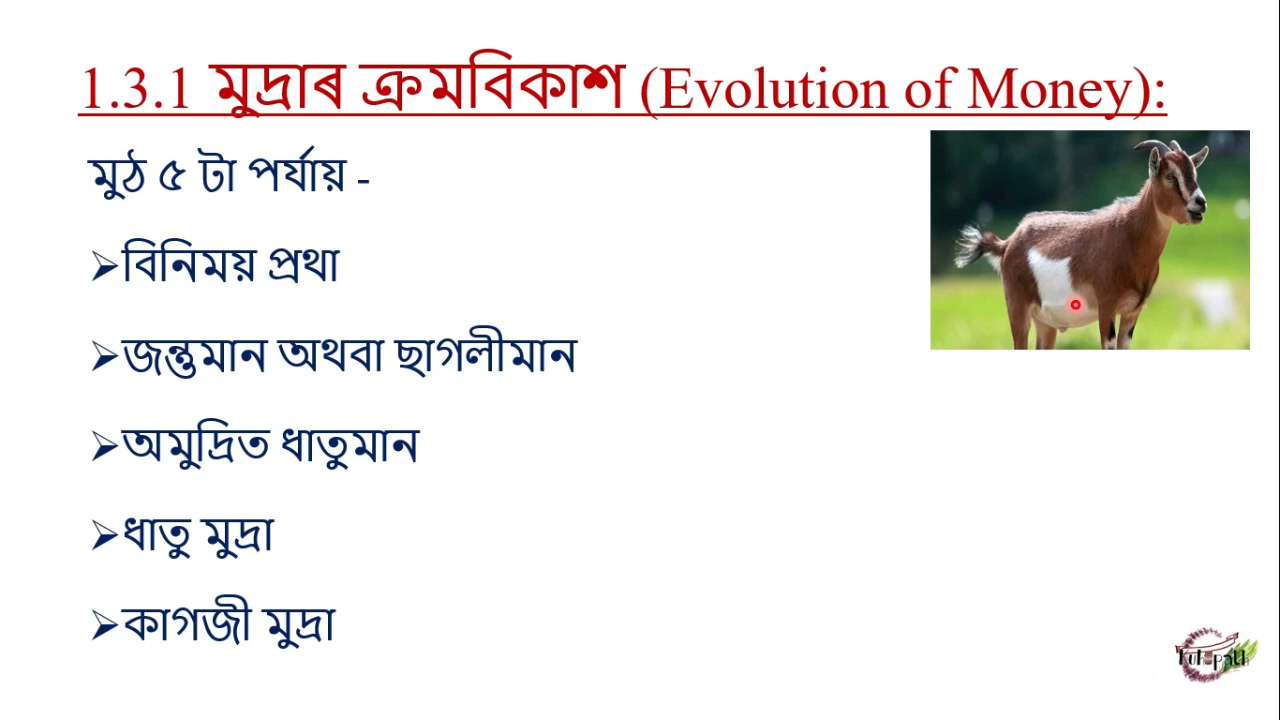 1.3.1 মুদ্ৰাৰ ক্ৰমবিকাশ (Evolution of Money):
মুঠ ৫ টা পৰ্যায় -
➢বিনিময় প্ৰথা
➢জন্তুমান অথবা ছাগলীমান
➢অমুদ্ৰিত ধাতুমান
➢ধাতু মুদ্ৰা
➢কাগজী মুদ্ৰা